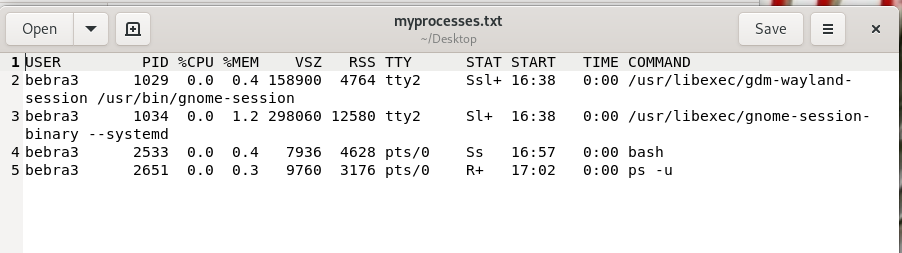 myprocesses.txt
Open
~/Desktop
Save
1 USER PID %CPU %MEM VSZ RSS TTY STAT START TIME COMMAND
2 bebra3 1029 0.0 0.4 158900 4764 tty2 Ssl+ 16:38 0:00 /usr/libexec/gdm-wayland-
session /usr/bin/gnome-session
3 bebra3 1034 0.0 1.2 298060 12580 tty2 Sl+ 16:38 0:00 /usr/libexec/gnome-session-
binary --systemd
4 bebra3 2533 0.0 0.4 7936 4628 pts/0 Ss 16:57 0:00 bash
5 bebra3 2651 0.0 0.3 9760 3176 pts/0 R+ 17:02 0:00 ps -u